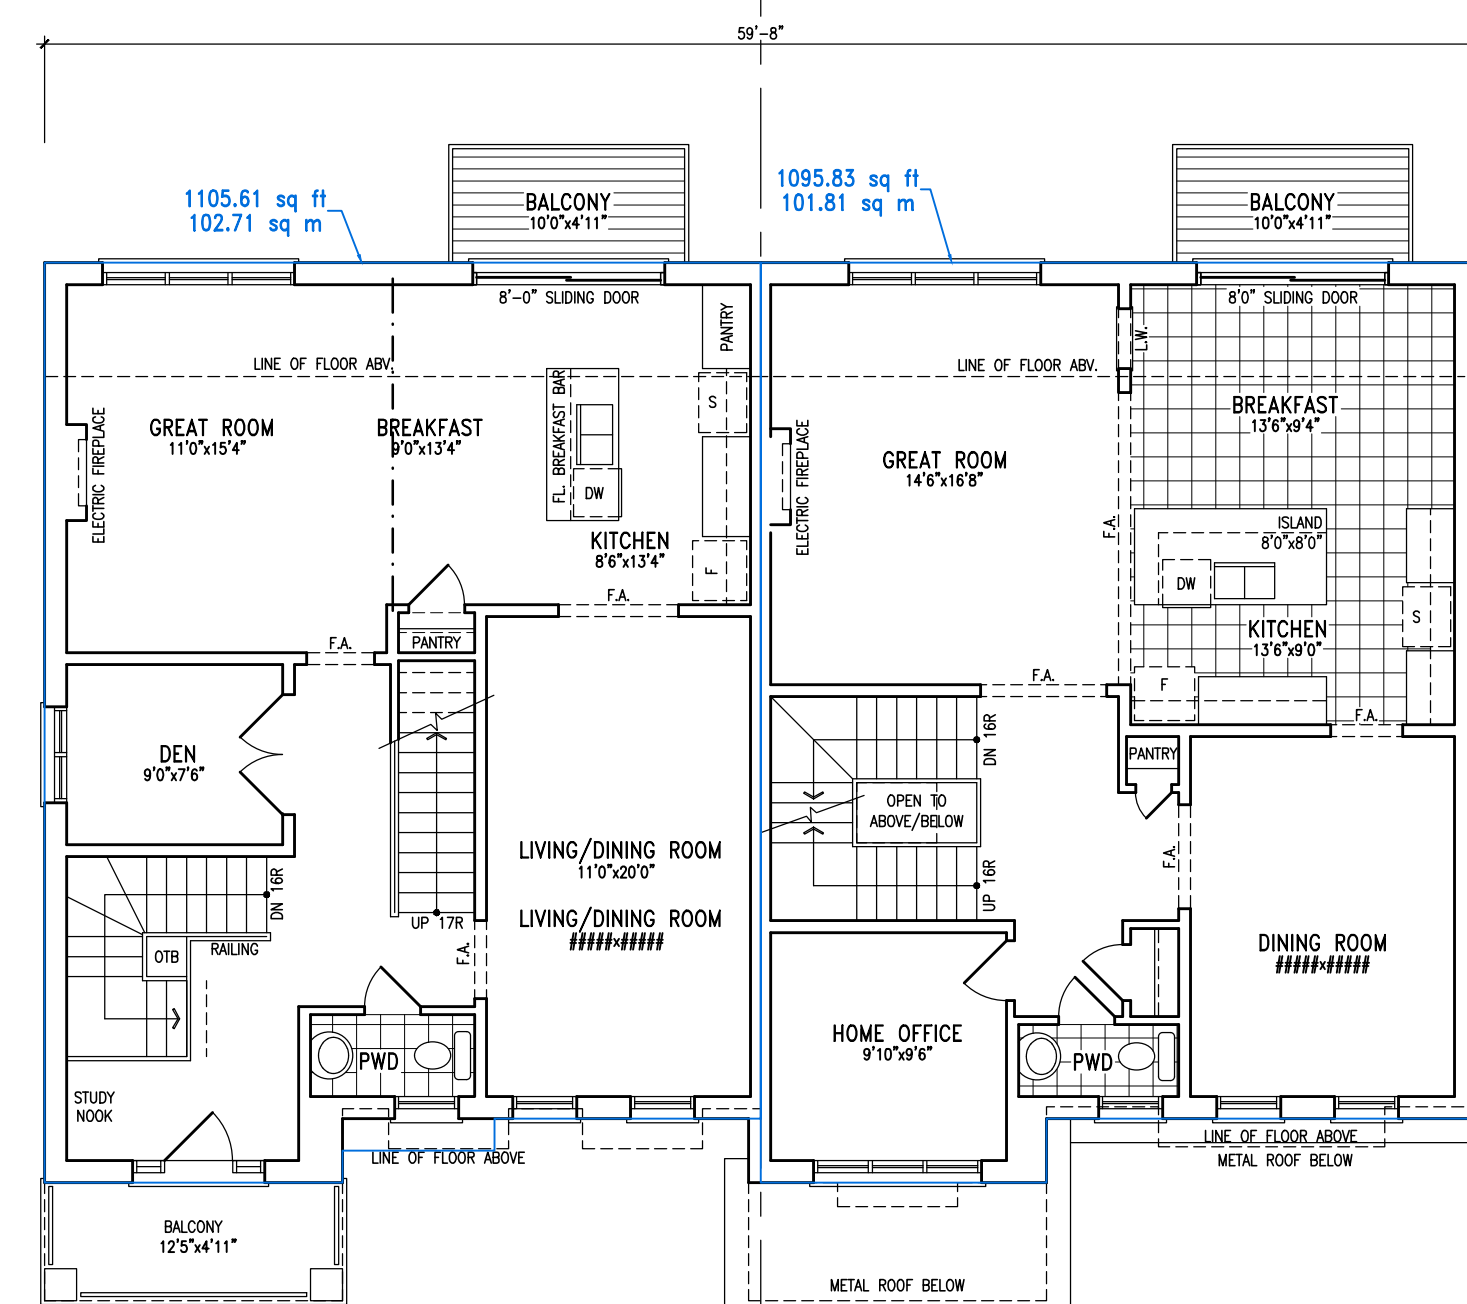 59'-8"
1105.61 sq ft
102.71 sq m
BALCONY
10'0"x4'11"
1095.83 sq ft
101.81 sq m
BALCONY
10'0"x4'11"
8'-0" SLIDING DOOR
PANTRY
LINE OF FLOOR ABV.
S
FL. BREAKFAST BAR
GREAT ROOM
11'0"x15'4"
BREAKFAST
9'0"x13'4"
ELECTRIC FIREPLACE
DW
KITCHEN
8'6"x13'4"
F
F.A.
F.A.
PANTRY
DEN
9'0"x7'6"
LIVING/DINING ROOM
11'0"x20'0"
LIVING/DINING ROOM
#####x#####
DN 16R
UP 17R
F.A.
OTB
RAILING
PWD
STUDY
NOOK
LINE OF FLOOR ABOVE
BALCONY
12'5"x4'11"
8'0" SLIDING DOOR
L.W.
LINE OF FLOOR ABV.
BREAKFAST
13'6"x9'4"
GREAT ROOM
14'6"x16'8"
ELECTRIC FIREPLACE
F.A.
ISLAND
8'0"x8'0"
DW
S
KITCHEN
13'6"x9'0"
F
F.A.
F.A.
DN 16R
PANTRY
OPEN TO
ABOVE/BELOW
UP 16R
F.A.
DINING ROOM
#####x#####
HOME OFFICE
9'10"x9'6"
PWD
LINE OF FLOOR ABOVE
METAL ROOF BELOW
METAL ROOF BELOW